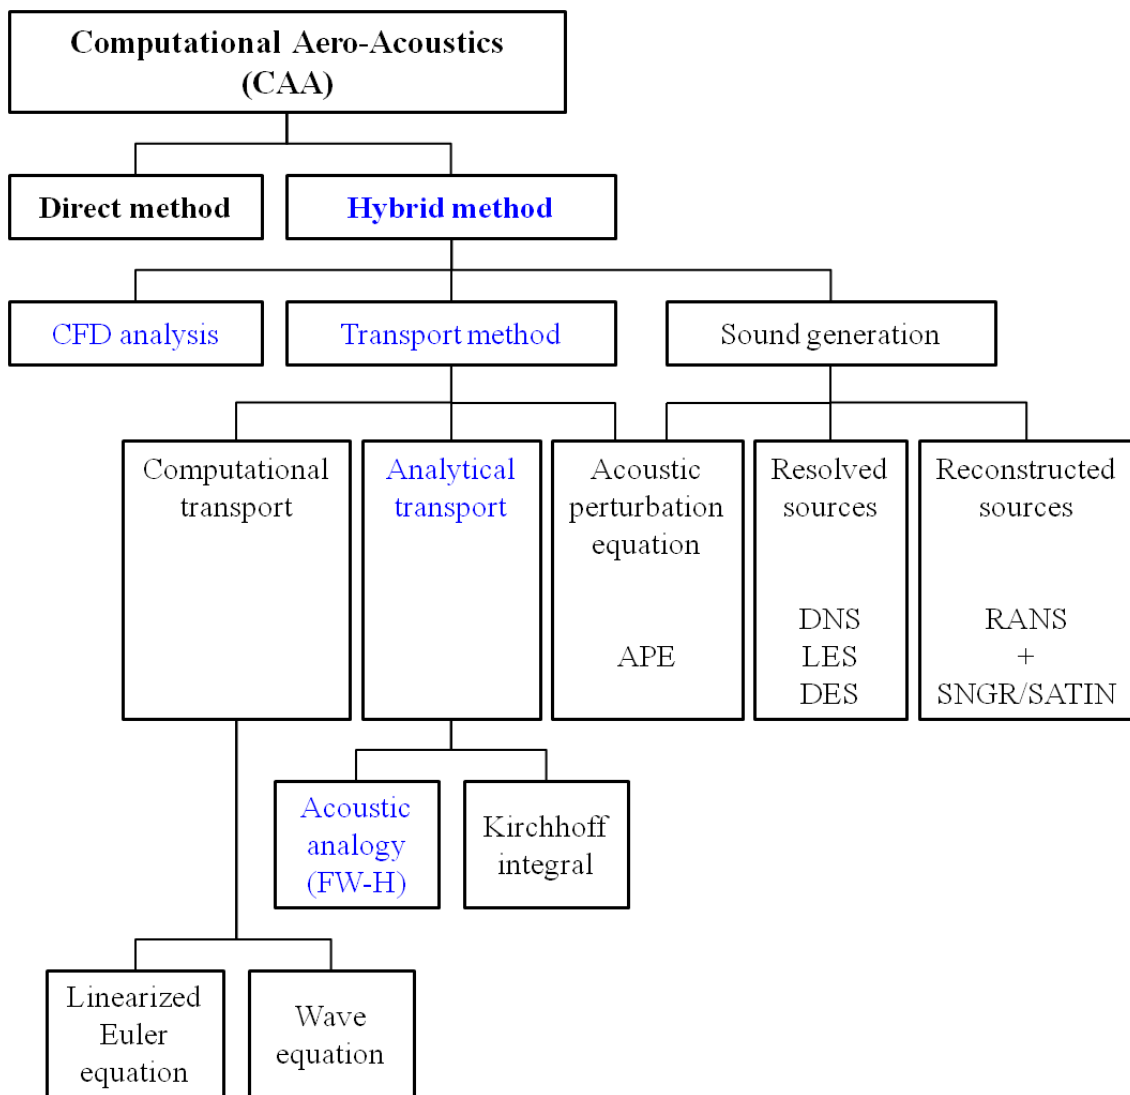 Computational Aero-Acoustics
(CAA)
Direct method
Hybrid method
CFD analysis
Transport method
Sound generation
Computational
transport
Analytical
transport
Acoustic
perturbation
equation
APE
Resolved
sources
DNS
LES
DES
Reconstructed
sources
RANS
+
SNGR/SATIN
Acoustic
analogy
(FW-H)
Kirchhoff
integral
Linearized
Euler
equation
Wave
equation